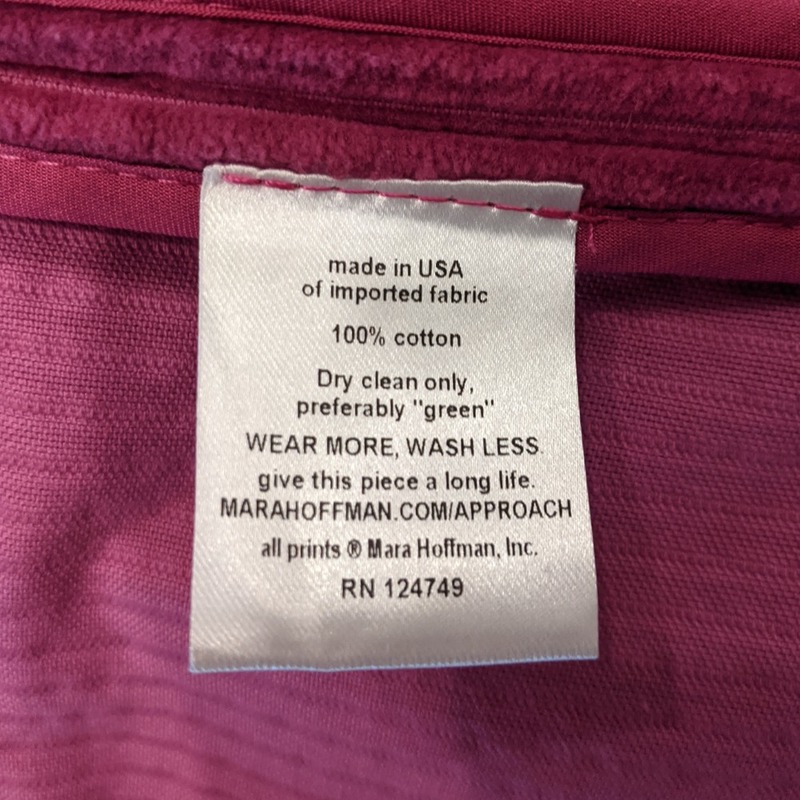 made in USA
of imported fabric
100% cotton
Dry clean only,
preferably "green"
WEAR MORE, WASH LESS.
give this piece a long life.
MARAHOFFMAN.COM/APPROACH
all prints ® Mara Hoffman, Inc.
RN 124749